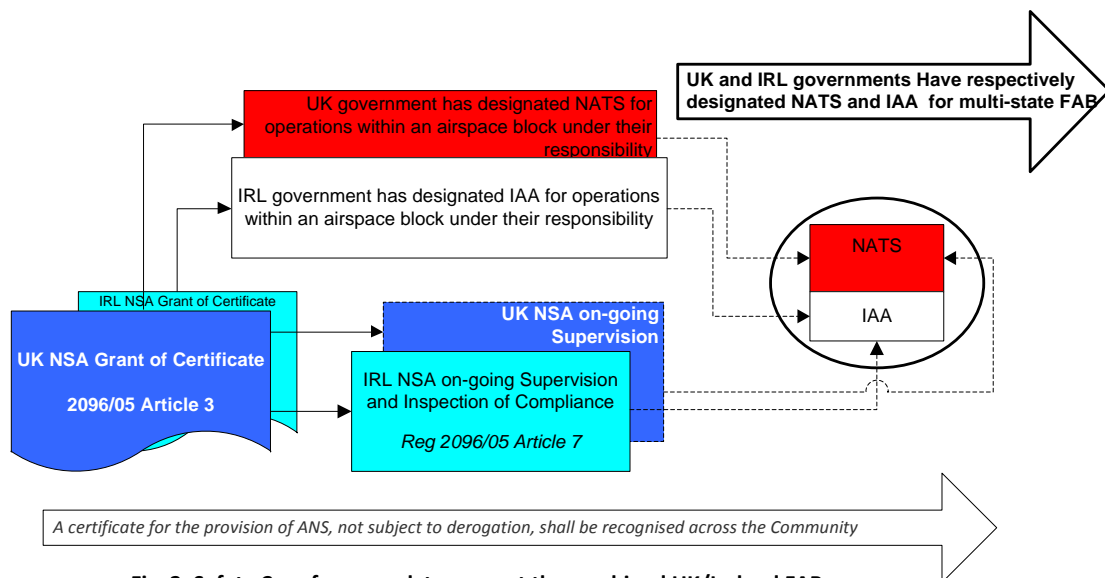 UK and IRL governments Have respectively
designated NATS and IAA for multi-state FAB
UK government has designated NATS for
operations within an airspace block under their
responsibility
IRL government has designated IAA for operations
within an airspace block under their responsibility
NATS
IAA
IRL NSA Grant of Certificate
UK NSA Grant of Certificate
2096/05 Article 3
UK NSA on-going
Supervision
IRL NSA on-going Supervision
and Inspection of Compliance
Reg 2096/05 Article 7
A certificate for the provision of ANS, not subject to derogation, shall be recognised across the Community